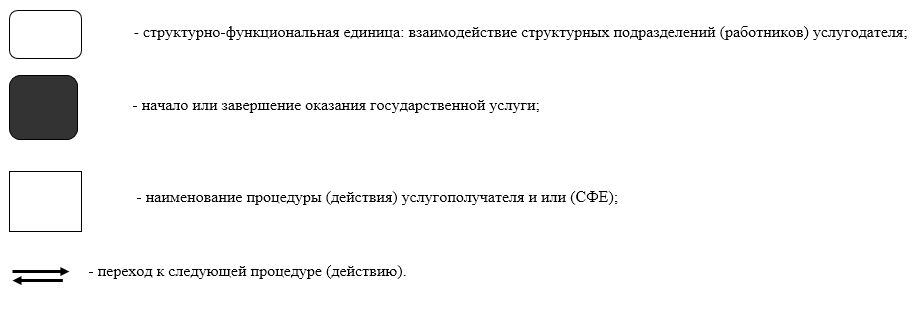 - структурно-функциональная единица: взаимодействие структурных подразделений (работников) услугодателя;
- начало или завершение оказания государственной услуги;
- наименование процедуры (действия) услугополучателя и или (СФЕ);
- переход к следующей процедуре (действию).